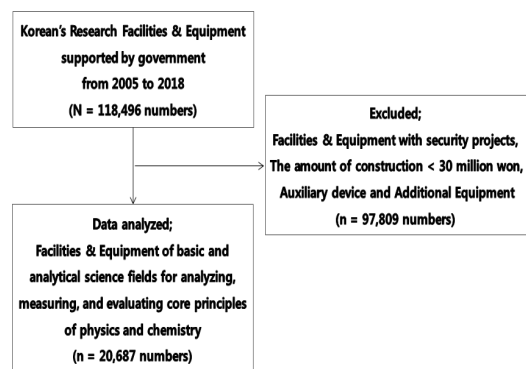 Korean's Research Facilities & Equipment
supported by government
from 2005 to 2018
(N = 118,496 numbers)
Excluded;
Facilities & Equipment with security projects,
The amount of construction < 30 million won,
Auxiliary device and Additional Equipment
(n = 97,809 numbers)
Data analyzed;
Facilities & Equipment of basic and
analytical science fields for analyzing,
measuring, and evaluating core principles
of physics and chemistry
(n = 20,687 numbers)